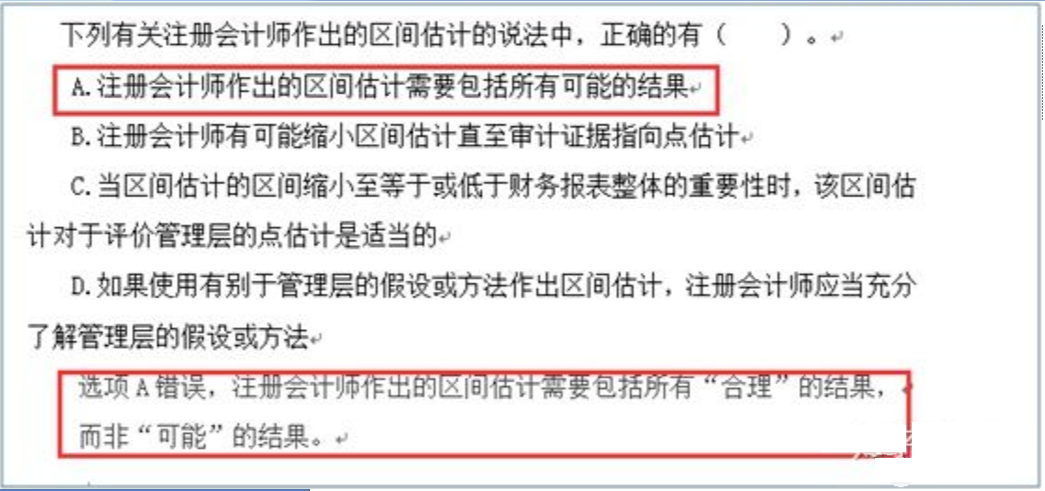 下列有关注册会计师作出的区间估计的说法中，正确的有（　　）。↵
A.注册会计师作出的区间估计需要包括所有可能的结果↵
B.注册会计师有可能缩小区间估计直至审计证据指向点估计↵
C.当区间估计的区间缩小至等于或低于财务报表整体的重要性时，该区间估
计对于评价管理层的点估计是适当的↵
D.如果使用有别于管理层的假设或方法作出区间估计，注册会计师应当充分
了解管理层的假设或方法↵
选项A错误，注册会计师作出的区间估计需要包括所有“合理”的结果，
而非“可能”的结果。↵